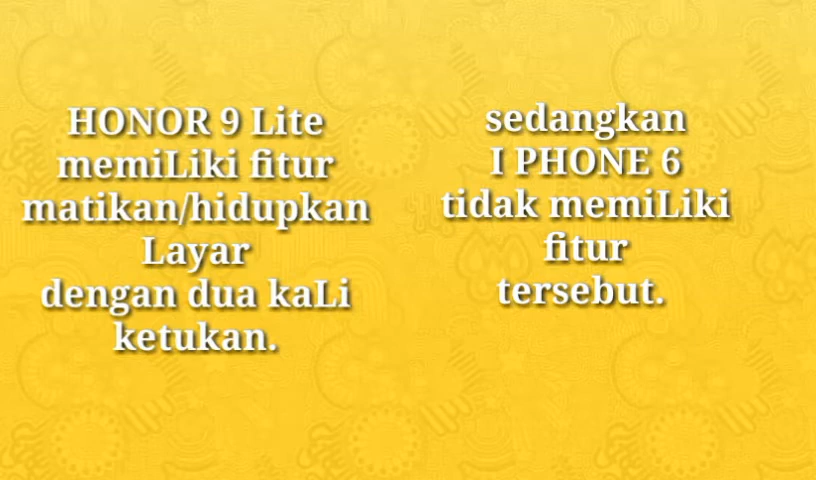 HONOR 9 Lite
memiLiki fitur
matikan/hidupkan
Layar
dengan dua kaLi
ketukan.
sedangkan
I PHONE 6
tidak memiLiki
fitur
tersebut.